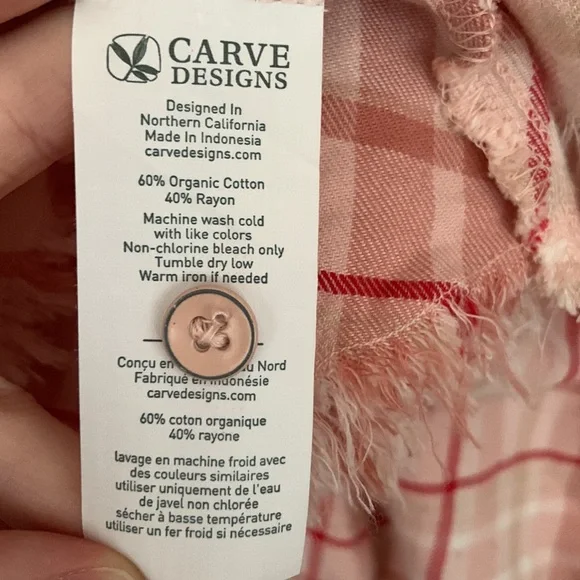 CARVE
DESIGNS
Designed In
Northern California
Made In Indonesia
carvedesigns.com
60% Organic Cotton
40% Rayon
Machine wash cold
with like colors
Non-chlorine bleach only
Tumble dry low
Warm iron if needed
Conçu en u Nord
Fabriqué en Indonésie
carvedesigns.com
60% coton organique
40% rayone
lavage en machine froid avec
des couleurs similaires
utiliser uniquement de l'eau
de javel non chlorée
sécher à basse température
utiliser un fer froid si nécessaire